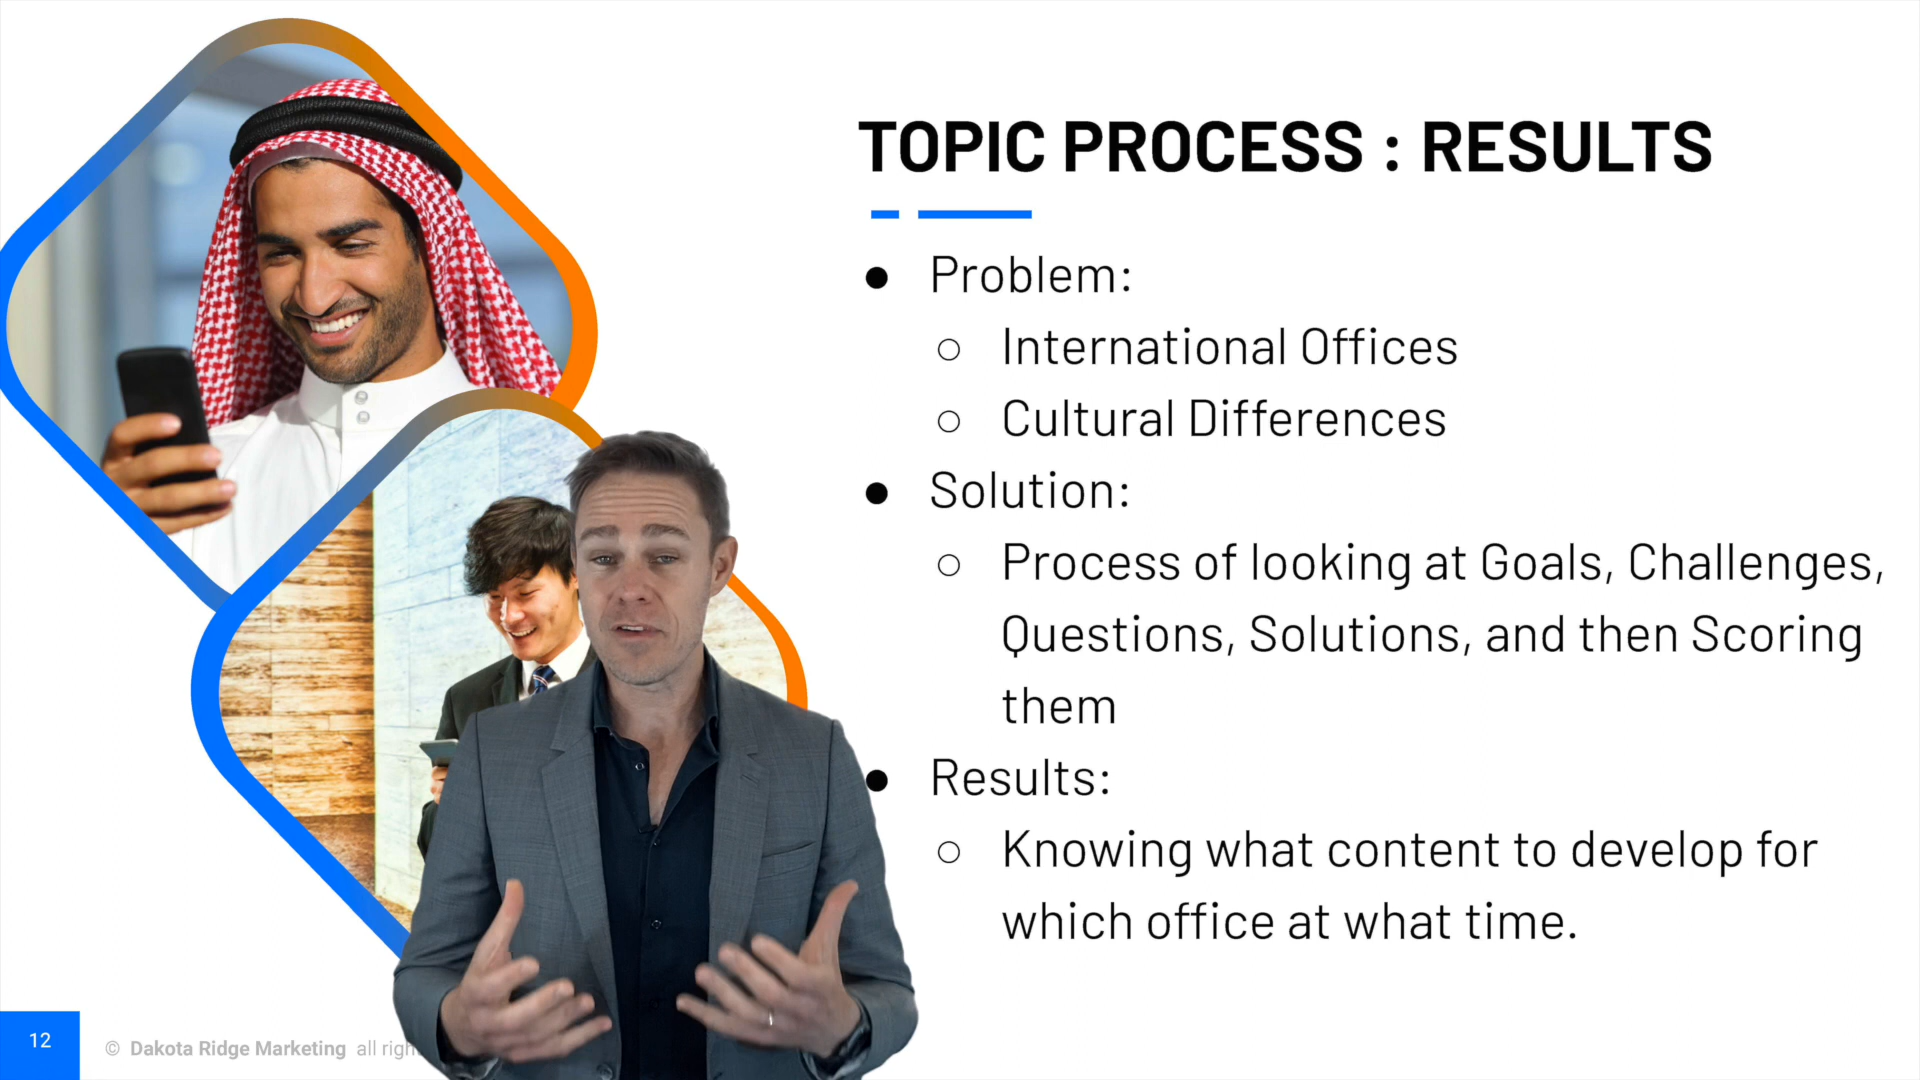 TOPIC PROCESS : RESULTS
● Problem:
○ International Offices
○ Cultural Differences
● Solution:
○ Process of looking at Goals, Challenges,
Questions, Solutions, and then Scoring
them
● Results:
○ Knowing what content to develop for
which office at what time.
12
© Dakota Ridge Marketing all